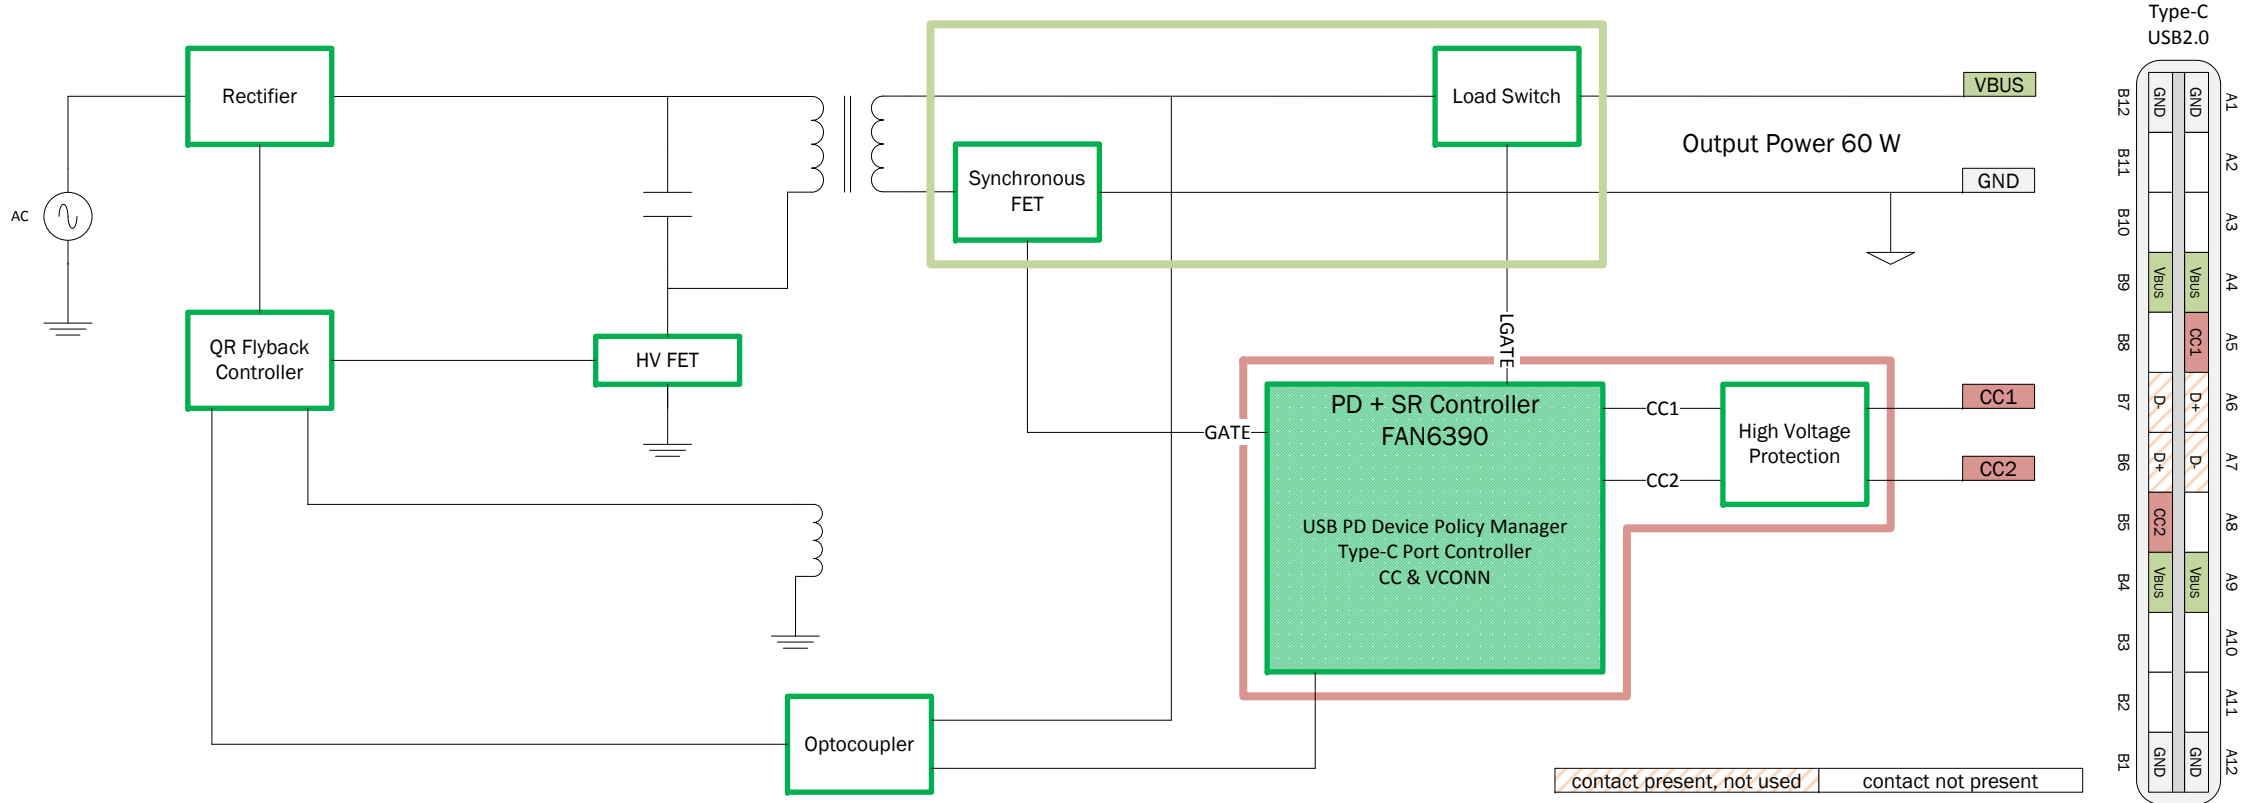 Type-C
USB2.0
Rectifier
Load Switch
VBUS
Output Power 60 W
Synchronous
FET
GND
AC
QR Flyback
Controller
HV FET
LGATE
GATE
PD + SR Controller
FAN6390
USB PD Device Policy Manager
Type-C Port Controller
CC & VCONN
CC1
CC2
High Voltage
Protection
CC1
CC2
Optocoupler
contact present, not used
contact not present
B12 GND GND A1
B11 A2
B10 A3
B9 VBUS VBUS A4
B8 CC1 A5
B7 D- D+ A6
B6 D+ D- A7
B5 CC2 A8
B4 VBUS VBUS A9
B3 A10
B2 A11
B1 GND GND A12